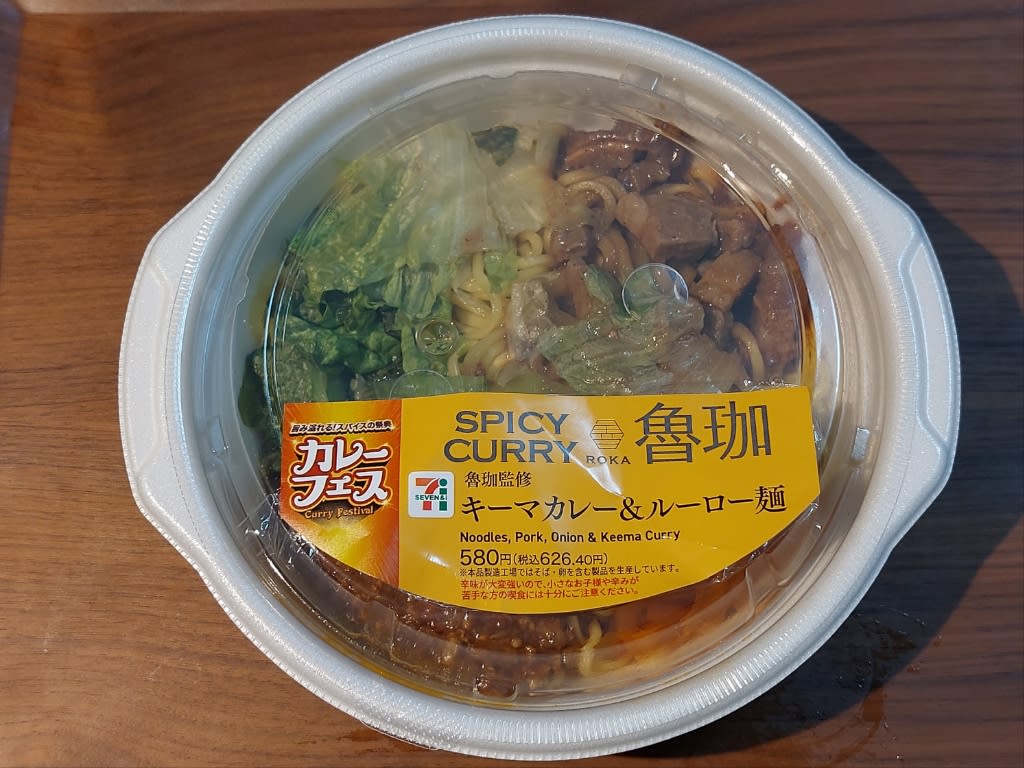 旨み溢れる!スパイスの祭典
カレー
フェス
Curry Festival
SEVEN&i
SPICY
CURRY
ROKA
魯珈
魯珈監修
キーマカレー&ルーロー麺
Noodles, Pork, Onion & Keema Curry
580円(税込626.40円)
※本品製造工場ではそば・卵を含む製品を生産しています。
辛味が大変強いので、小さなお子様や辛みが
苦手な方の喫食には十分にご注意ください。